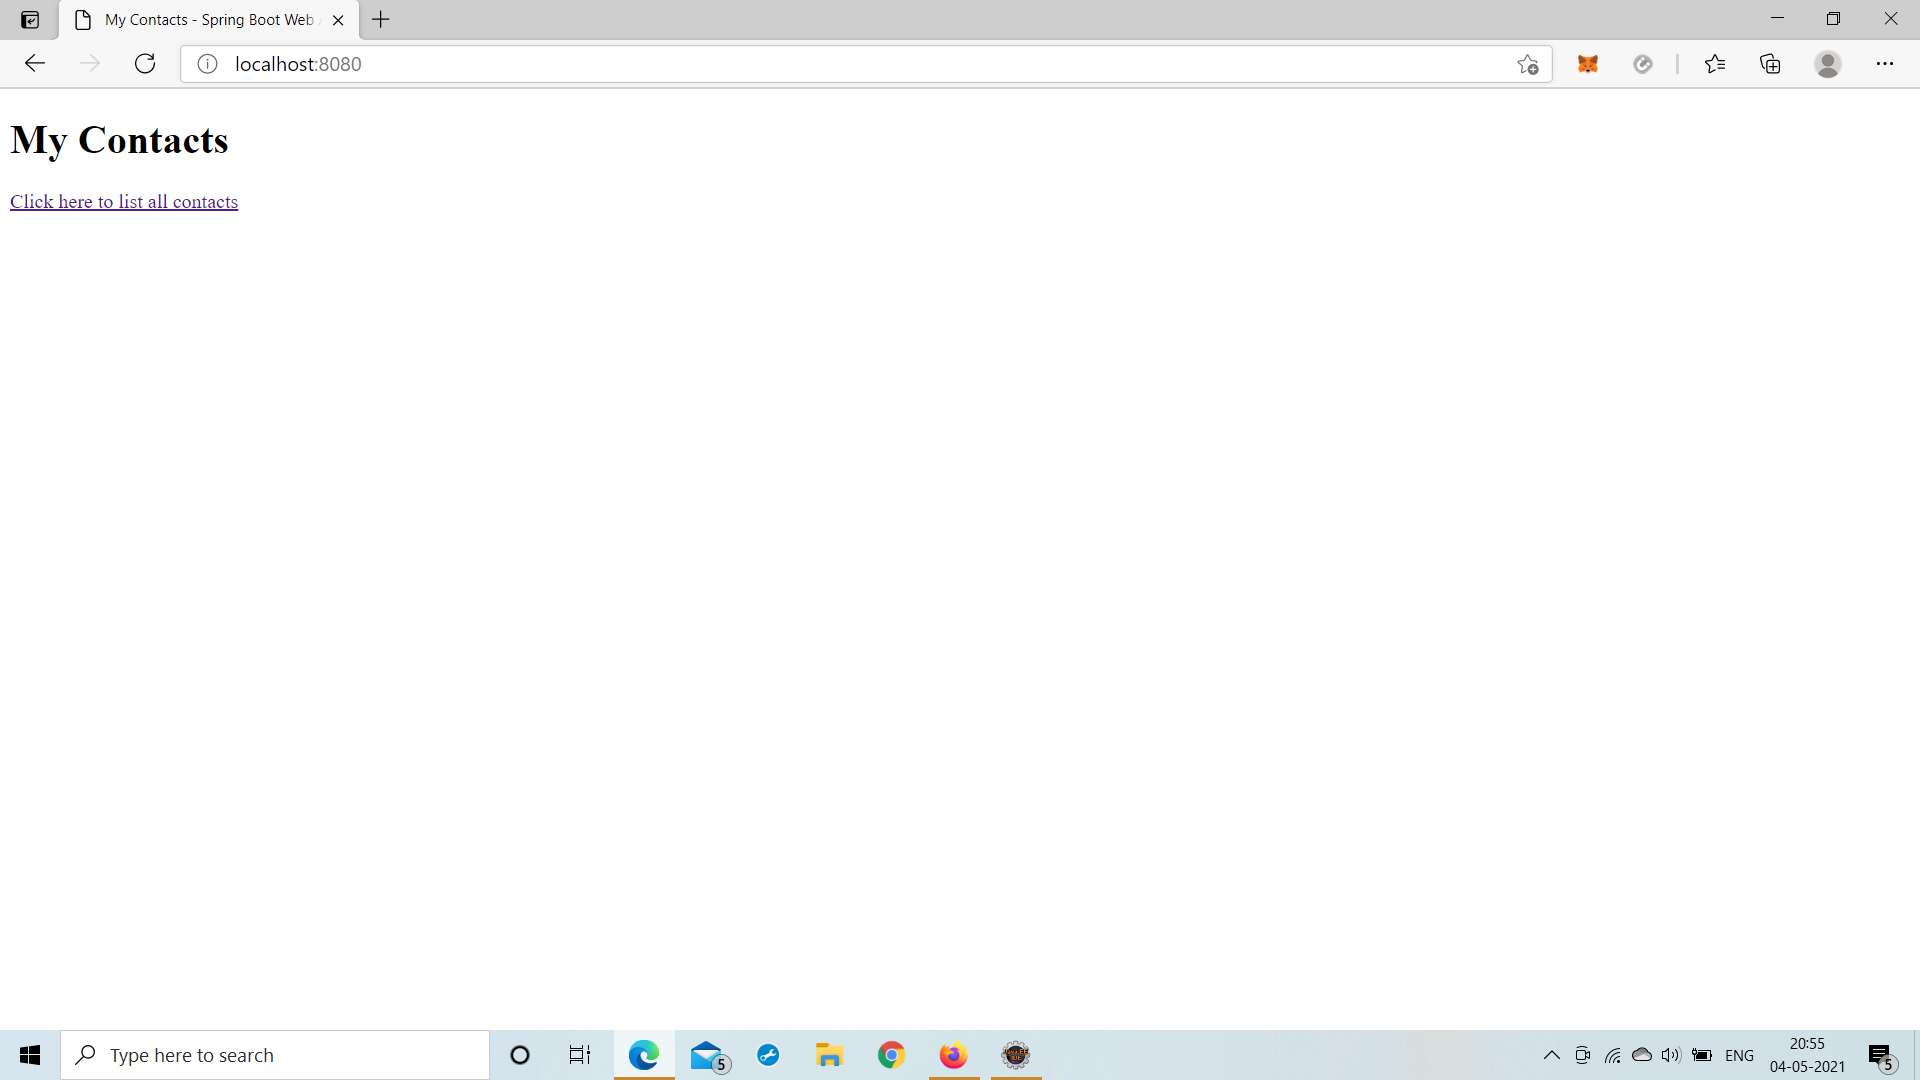 My Contacts - Spring Boot Web
localhost:8080
My Contacts
Click here to list all contacts
Type here to search
5
ENG
20:55
04-05-2021
5